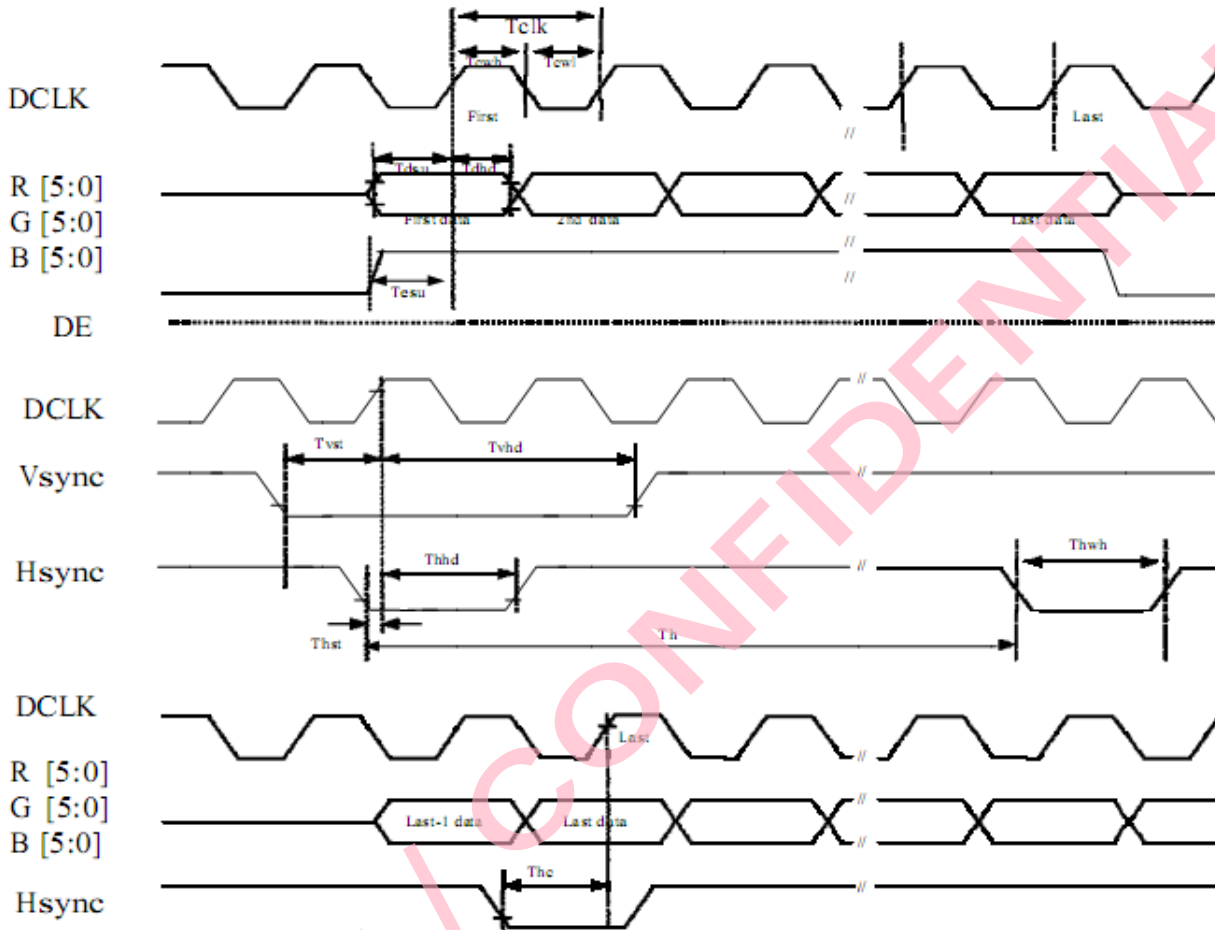 Tclk
Tcwh Tcwl
DCLK
First Last
//
Tdsu Tdhd
R [5:0]
//
G [5:0]
First data 2nd data Last data
B [5:0]
//
//
Tesu
DE
DCLK
//
Tvst Tvhd
Vsync
//
Thhd Thwh
Hsync
//
Thst Th
DCLK
Last
//
R [5:0]
G [5:0]
//
Last-1 data Last data
B [5:0]
The
Hsync
//
/ CONFIDENTIA